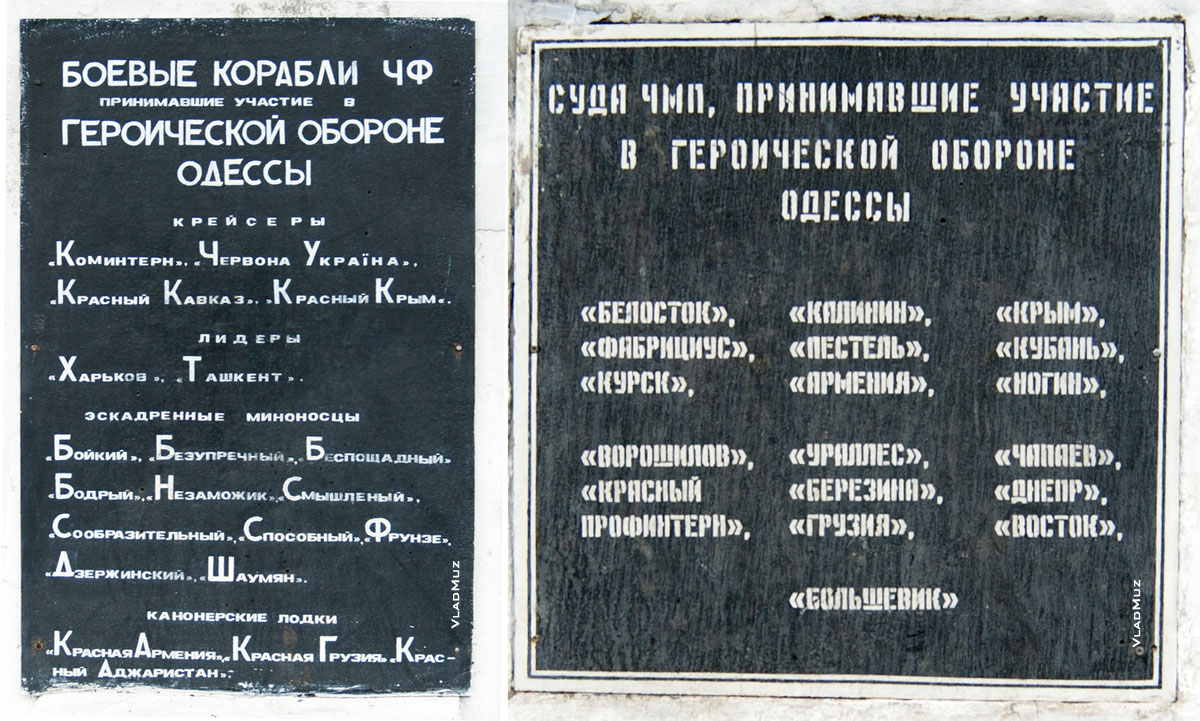 БОЕВЫЕ КОРАБЛИ ЧФ
ПРИНИМАВШИЕ УЧАСТИЕ В
ГЕРОИЧЕСКОЙ ОБОРОНЕ
ОДЕССЫ
КРЕЙСЕРЫ
„КОМИНТЕРН", „ЧЕРВОНА УКРАЇНА",
„КРАСНЫЙ КАВКАЗ", „КРАСНЫЙ КРЫМ".
ЛИДЕРЫ
„ХАРЬКОВ", „ТАШКЕНТ".
ЭСКАДРЕННЫЕ МИНОНОСЦЫ
„БОЙКИЙ", „БЕЗУПРЕЧНЫЙ", „БЕСПОЩАДНЫЙ"
„БОДРЫЙ", „НЕЗАМОЖИК", „СМЫШЛЕНЫЙ",
„СООБРАЗИТЕЛЬНЫЙ", „СПОСОБНЫЙ", „ФРУНЗЕ",
„ДЗЕРЖИНСКИЙ", „ШАУМЯН".
КАНОНЕРСКИЕ ЛОДКИ
„КРАСНАЯ АРМЕНИЯ", „КРАСНАЯ ГРУЗИЯ", „КРАС-
НЫЙ АДЖАРИСТАН".
VLADMUZ
СУДА ЧМП, ПРИНИМАВШИЕ УЧАСТИЕ
В ГЕРОИЧЕСКОЙ ОБОРОНЕ
ОДЕССЫ
«БЕЛОСТОК», «КАЛИНИН», «КРЫМ»,
«ФАБРИЦИУС», «ПЕСТЕЛЬ», «КУБАНЬ»,
«КУРСК», «АРМЕНИЯ», «НОГИН»,
«ВОРОШИЛОВ», «УРАЛЛЕС», «ЧАПАЕВ»,
«КРАСНЫЙ «БЕРЕЗИНА», «ДНЕПР»,
ПРОФИНТЕРН», «ГРУЗИЯ», «ВОСТОК»,
«БОЛЬШЕВИК»
VLADMUZ